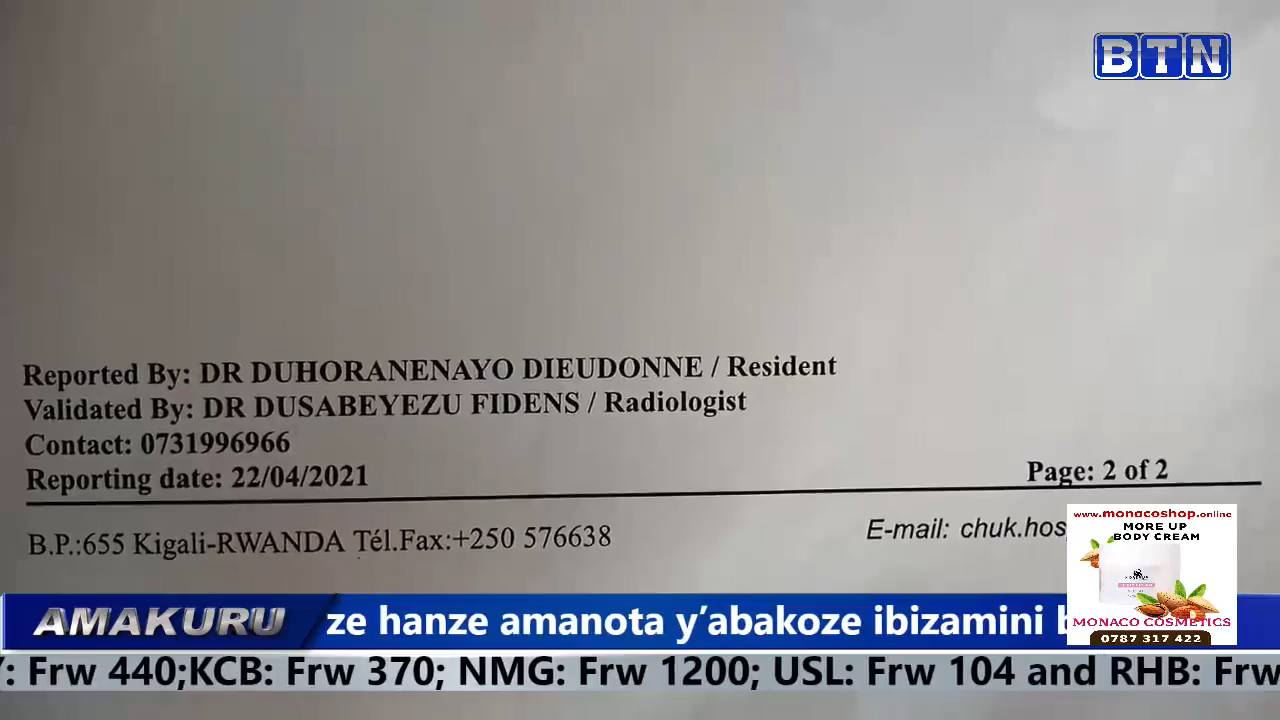 BTN
Reported By: DR DUHORANENAYO DIEUDONNE / Resident
Validated By: DR DUSABEYEZU FIDENS / Radiologist
Contact: 0731996966
Reporting date: 22/04/2021
Page: 2 of 2
B.P.:655 Kigali-RWANDA Tél.Fax:+250 576638
E-mail: chuk.hos
www.monacoshop.online
MORE UP
BODY CREAM
MONACO COSMETICS
0787 317 422
AMAKURU
ze hanze amanota y’abakoze ibizamini b
: Frw 440;KCB: Frw 370; NMG: Frw 1200; USL: Frw 104 and RHB: Frw